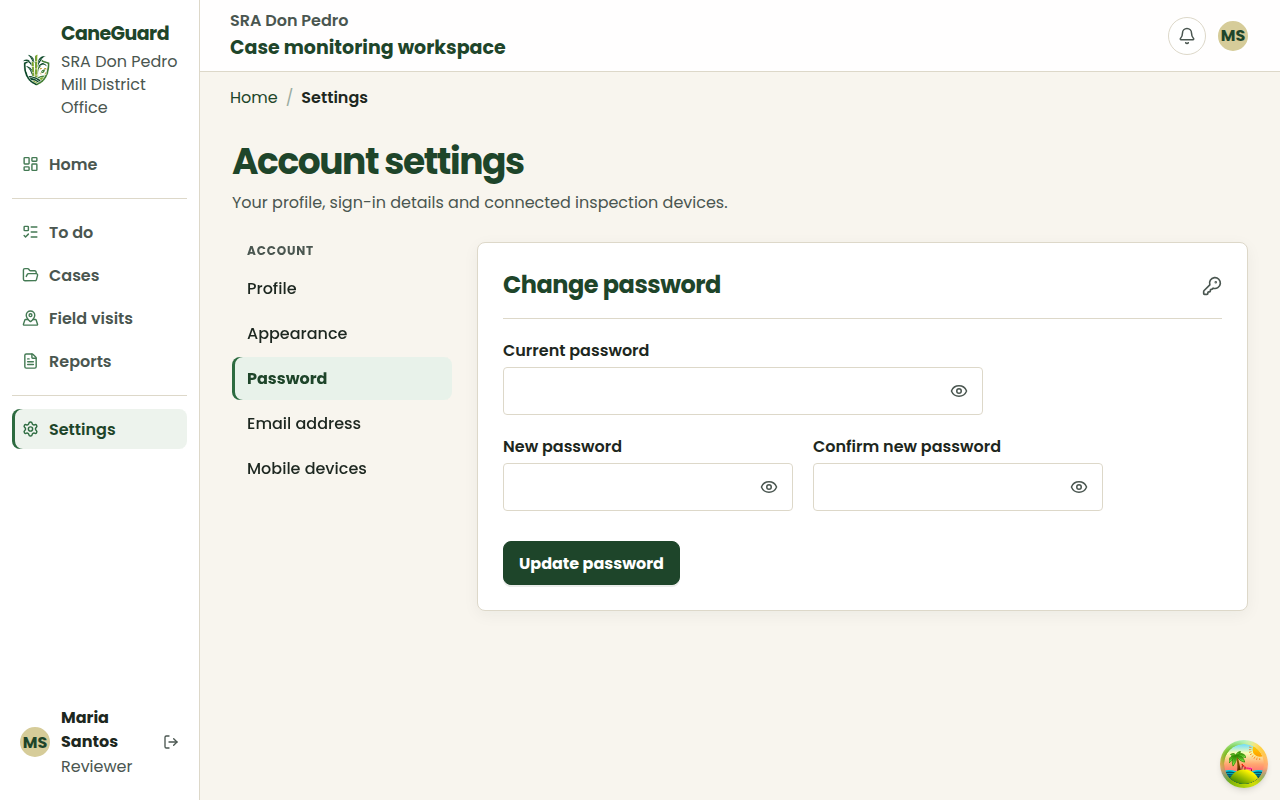 CaneGuard
SRA Don Pedro
Mill District
Office
Home
To do
Cases
Field visits
Reports
Settings
Maria
Santos
Reviewer
MS
SRA Don Pedro
Case monitoring workspace
MS
Home / Settings
Account settings
Your profile, sign-in details and connected inspection devices.
ACCOUNT
Profile
Appearance
Password
Email address
Mobile devices
Change password
Current password
New password
Confirm new password
Update password